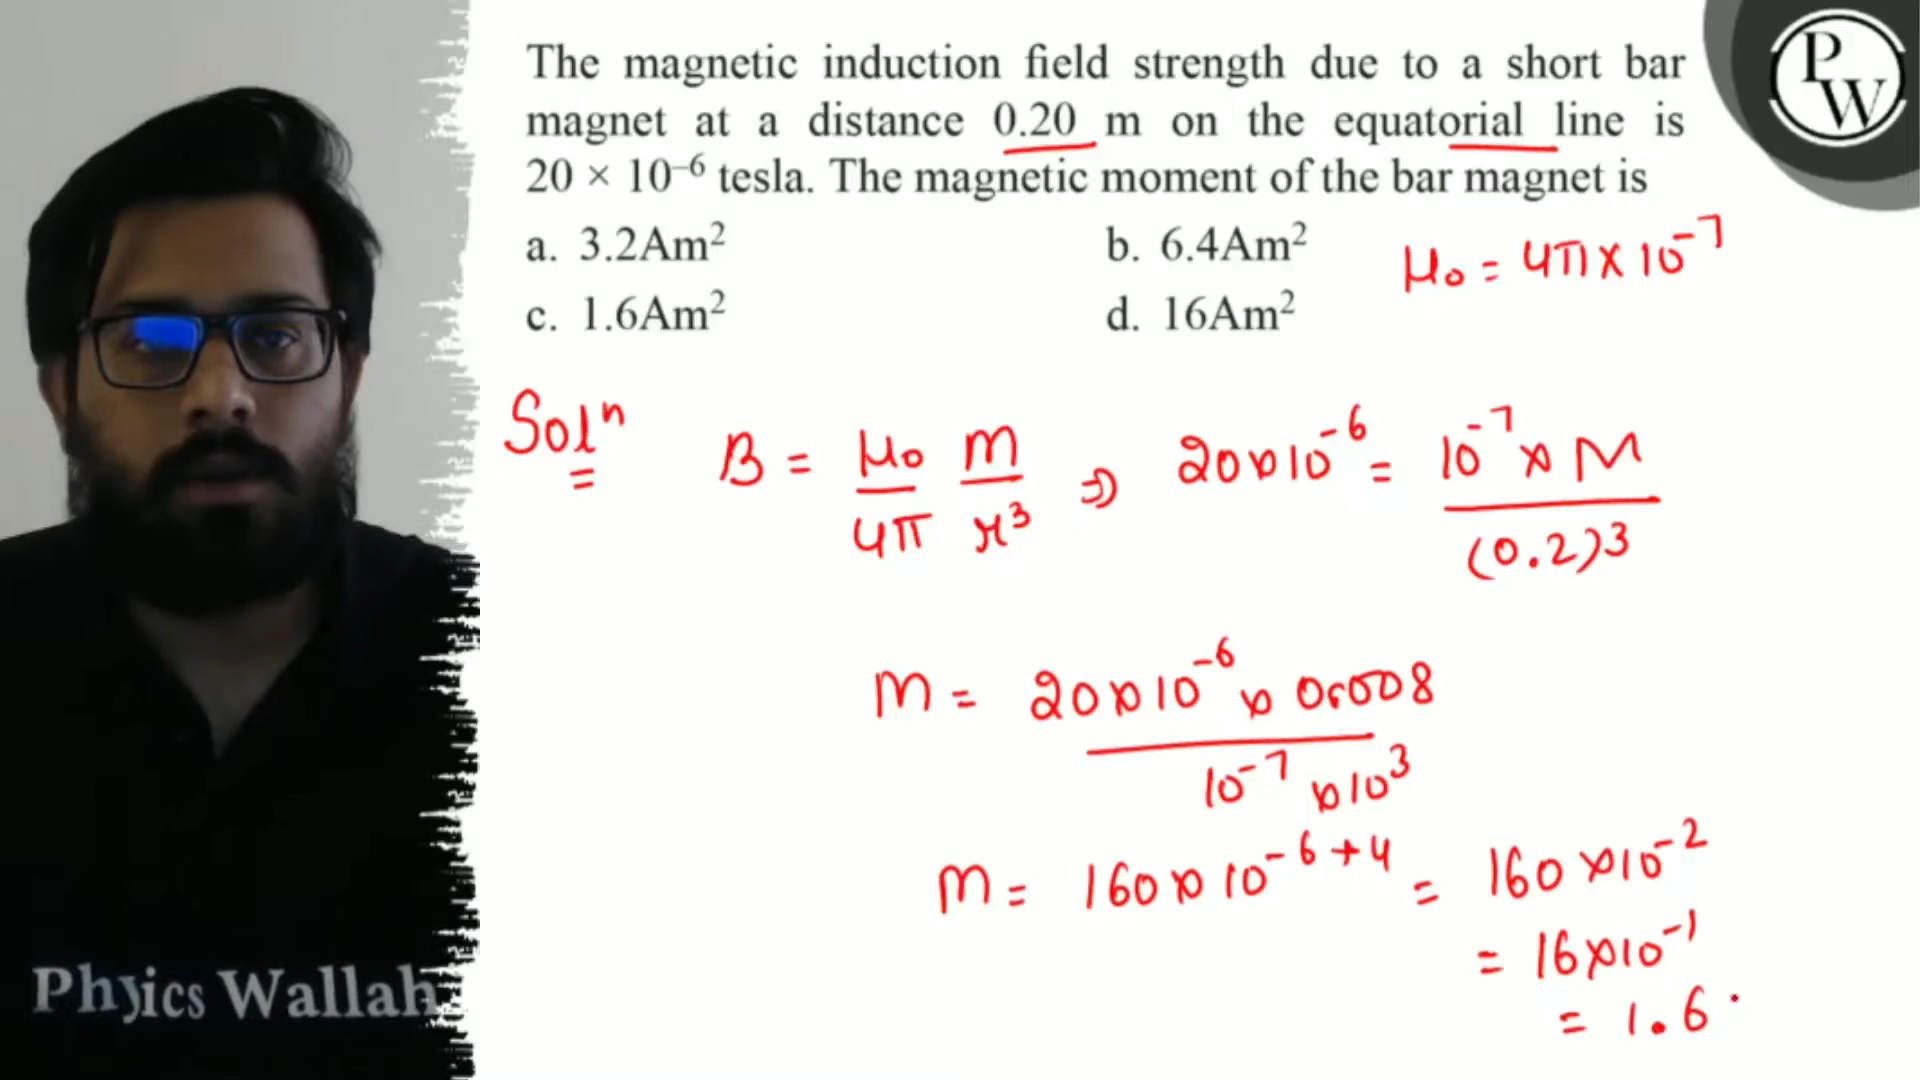 The magnetic induction field strength due to a short bar
magnet at a distance 0.20 m on the equatorial line is
20 × 10⁻⁶ tesla. The magnetic moment of the bar magnet is
a. 3.2Am² b. 6.4Am²
c. 1.6Am² d. 16Am²
μ₀ = 4π × 10⁻⁷
Solⁿ
B = μ₀/4π M/r³ ⇒ 20×10⁻⁶ = 10⁻⁷ × M/(0.2)³
M = 20×10⁻⁶ × 0.008/10⁻⁷ × 10³
M = 160×10⁻⁶⁺⁴ = 160 ×10⁻²
= 16×10⁻¹
= 1.6
PW
Physics Wallah